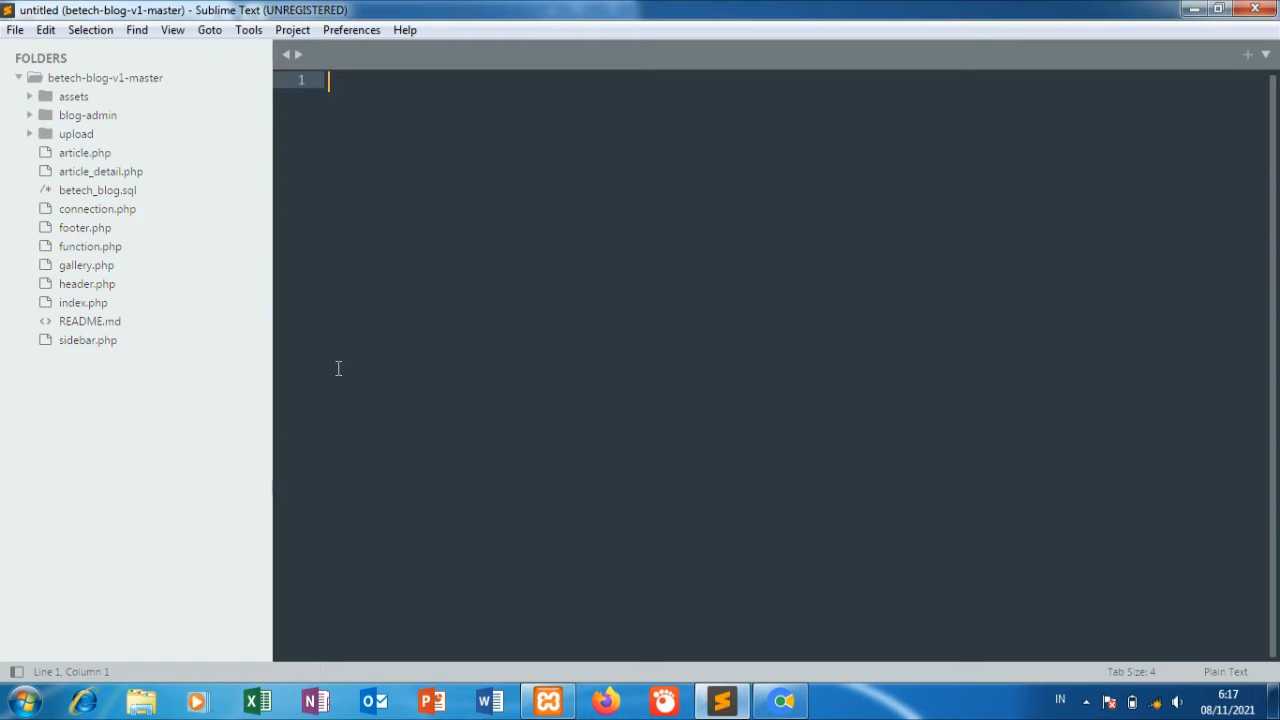 untitled (betech-blog-v1-master) - Sublime Text (UNREGISTERED)
File Edit Selection Find View Goto Tools Project Preferences Help
FOLDERS
betech-blog-v1-master
1
assets
blog-admin
upload
article.php
article_detail.php
/* betech_blog.sql
connection.php
footer.php
function.php
gallery.php
header.php
index.php
<> README.md
sidebar.php
Line 1, Column 1 Tab Size: 4 Plain Text
IN 6:17
08/11/2021